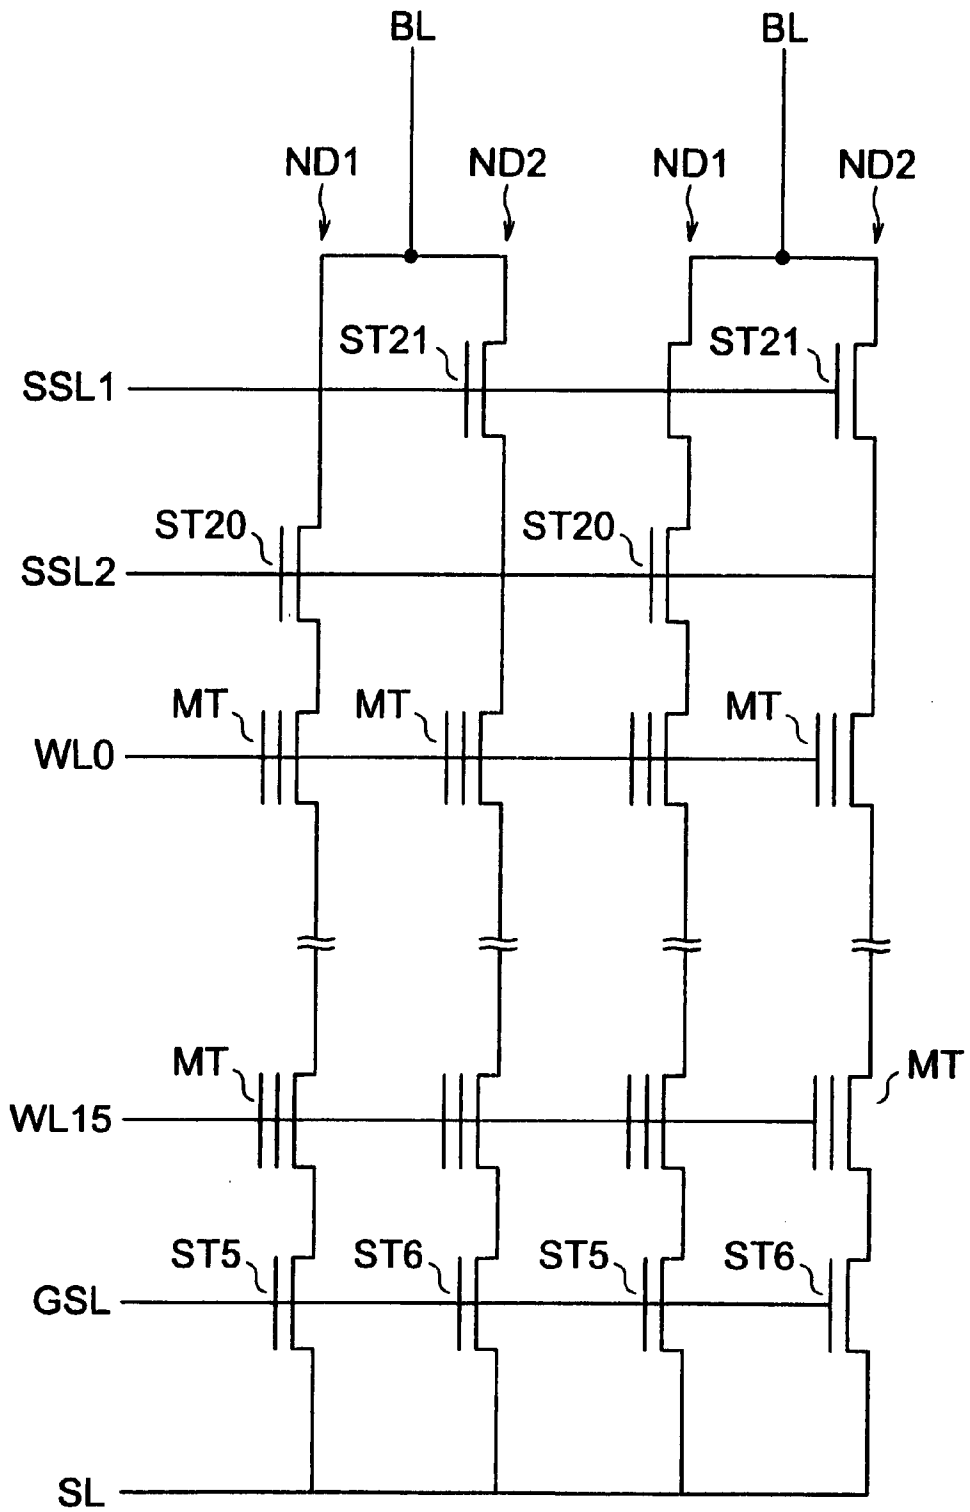 BL BL
ND1 ND2 ND1 ND2
ST21 ST21
SSL1
ST20 ST20
SSL2
MT MT MT
WL0
MT MT
WL15
ST5 ST6 ST5 ST6
GSL
SL